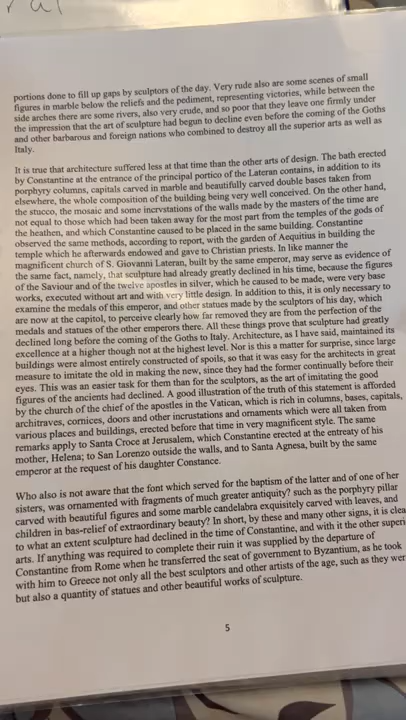 portions done to fill up gaps by sculptors of the day. Very rude also are some scenes of small
figures in marble below the reliefs and the pediment, representing victories, while between the
side arches there are some rivers, also very crude, and so poor that they leave one firmly under
the impression that the art of sculpture had begun to decline even before the coming of the Goths
and other barbarous and foreign nations who combined to destroy all the superior arts as well as
Italy.
It is true that architecture suffered less at that time than the other arts of design. The bath erected
by Constantine at the entrance of the principal portico of the Lateran contains, in addition to its
porphyry columns, capitals carved in marble and beautifully carved double bases taken from
elsewhere, the whole composition of the building being very well conceived. On the other hand,
the stucco, the mosaic and some incrvstations of the walls made by the masters of the time are
not equal to those which had been taken away for the most part from the temples of the gods of
the heathen, and which Constantine caused to be placed in the same building. Constantine
observed the same methods, according to report, with the garden of Aequitius in building the
temple which he afterwards endowed and gave to Christian priests. In like manner the
magnificent church of S. Giovanni Lateran, built by the same emperor, may serve as evidence of
the same fact, namely, that sculpture had already greatly declined in his time, because the figures
of the Saviour and of the twelve apostles in silver, which he caused to be made, were very base
works, executed without art and with very little design. In addition to this, it is only necessary to
examine the medals of this emperor, and other statues made by the sculptors of his day, which
are now at the capitol, to perceive clearly how far removed they are from the perfection of the
medals and statues of the other emperors there. All these things prove that sculpture had greatly
declined long before the coming of the Goths to Italy. Architecture, as I have said, maintained its
excellence at a higher though not at the highest level. Nor is this a matter for surprise, since large
buildings were almost entirely constructed of spoils, so that it was easy for the architects in great
measure to imitate the old in making the new, since they had the former continually before their
eyes. This was an easier task for them than for the sculptors, as the art of imitating the good
figures of the ancients had declined. A good illustration of the truth of this statement is afforded
by the church of the chief of the apostles in the Vatican, which is rich in columns, bases, capitals,
architraves, cornices, doors and other incrustations and ornaments which were all taken from
various places and buildings, erected before that time in very magnificent style. The same
remarks apply to Santa Croce at Jerusalem, which Constantine erected at the entreaty of his
mother, Helena; to San Lorenzo outside the walls, and to Santa Agnesa, built by the same
emperor at the request of his daughter Constance.
Who also is not aware that the font which served for the baptism of the latter and of one of her
sisters, was ornamented with fragments of much greater antiquity? such as the porphyry pillar
carved with beautiful figures and some marble candelabra exquisitely carved with leaves, and
children in bas-relief of extraordinary beauty? In short, by these and many other signs, it is clea
to what an extent sculpture had declined in the time of Constantine, and with it the other superi
arts. If anything was required to complete their ruin it was supplied by the departure of
Constantine from Rome when he transferred the seat of government to Byzantium, as he took
with him to Greece not only all the best sculptors and other artists of the age, such as they wer
but also a quantity of statues and other beautiful works of sculpture.
5